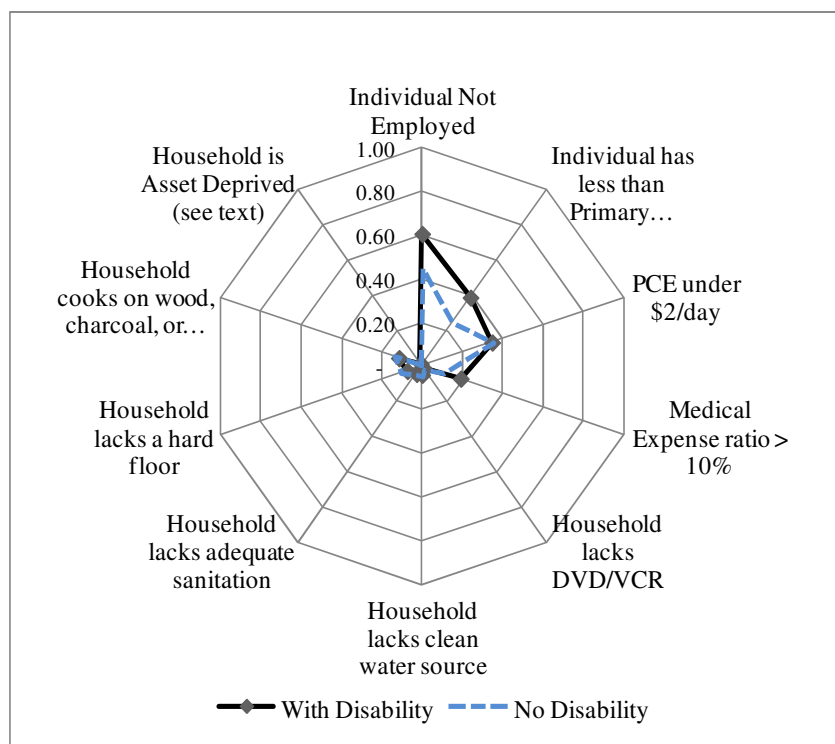 Individual Not
Employed
Individual has
less than
Primary…
PCE under
$2/day
Medical
Expense ratio >
10%
Household
lacks
DVD/VCR
Household
lacks clean
water source
Household
lacks adequate
sanitation
Household
lacks a hard
floor
Household
cooks on wood,
charcoal, or…
Household is
Asset Deprived
(see text)
1.00
0.80
0.60
0.40
0.20
-
With Disability
No Disability